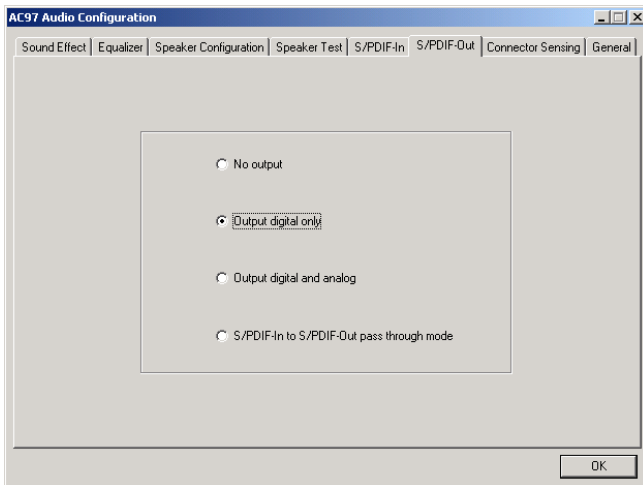 AC97 Audio Configuration
Sound Effect Equalizer Speaker Configuration Speaker Test S/PDIF-In S/PDIF-Out Connector Sensing General
No output
Output digital only
Output digital and analog
S/PDIF-In to S/PDIF-Out pass through mode
OK